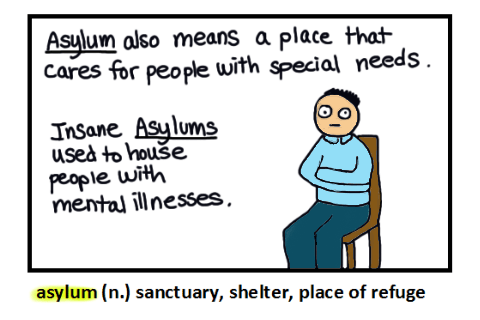 Asylum also means a place that
cares for people with special needs.
Insane Asylums
used to house
people with
mental illnesses.
asylum (n.) sanctuary, shelter, place of refuge